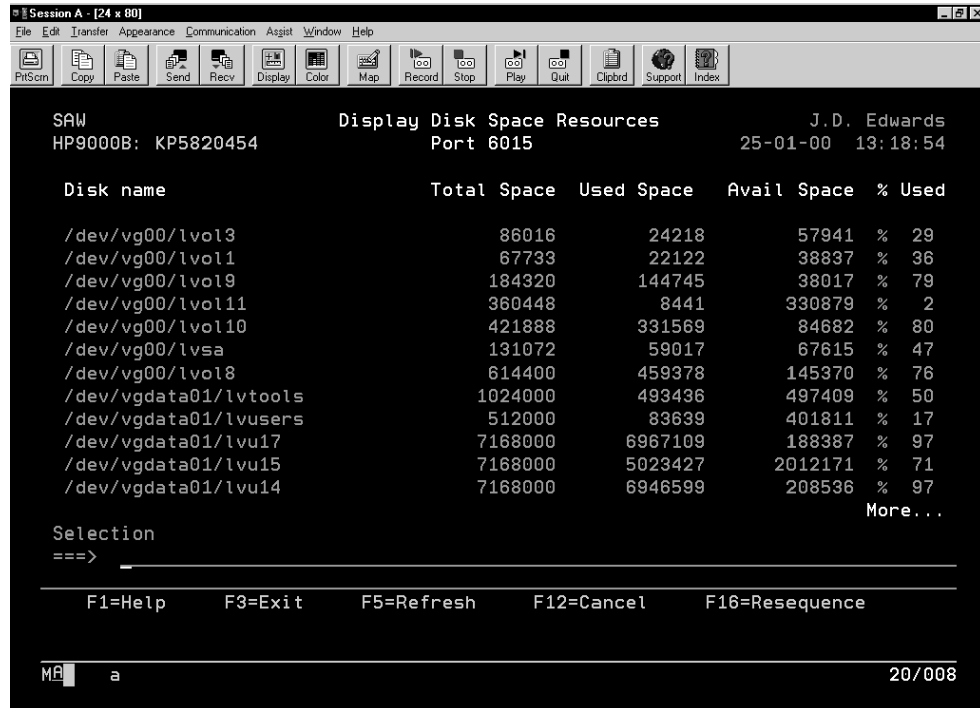 Session A - [24 x 80]
File Edit Transfer Appearance Communication Assist Window Help
PrtScrn Copy Paste Send Recv Display Color Map Record Stop Play Quit Clipbrd Support Index
SAW Display Disk Space Resources J.D. Edwards
HP9000B: KP5820454 Port 6015 25-01-00 13:18:54
Disk name Total Space Used Space Avail Space % Used
/dev/vg00/lvol3 86016 24218 57941 % 29
/dev/vg00/lvol1 67733 22122 38837 % 36
/dev/vg00/lvol9 184320 144745 38017 % 79
/dev/vg00/lvol11 360448 8441 330879 % 2
/dev/vg00/lvol10 421888 331569 84682 % 80
/dev/vg00/lvsa 131072 59017 67615 % 47
/dev/vg00/lvol8 614400 459378 145370 % 76
/dev/vgdata01/lvtools 1024000 493436 497409 % 50
/dev/vgdata01/lvusers 512000 83639 401811 % 17
/dev/vgdata01/lvu17 7168000 6967109 188387 % 97
/dev/vgdata01/lvu15 7168000 5023427 2012171 % 71
/dev/vgdata01/lvu14 7168000 6946599 208536 % 97
More...
Selection
===>
F1=Help F3=Exit F5=Refresh F12=Cancel F16=Resequence
MA a 20/008